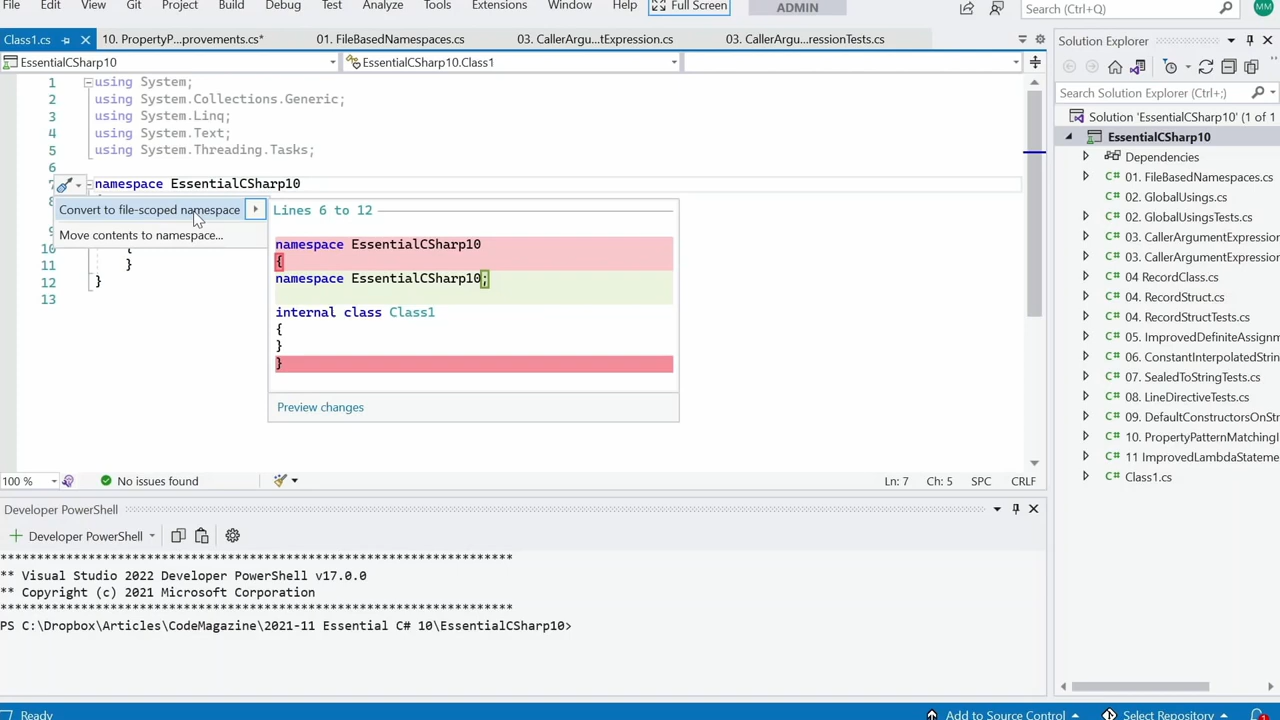 File Edit View Git Project Build Debug Test Analyze Tools Extensions Window Help Full Screen ADMIN Search (Ctrl+Q) MM
Class1.cs 10. PropertyP...provements.cs* 01. FileBasedNamespaces.cs 03. CallerArgu...tExpression.cs 03. CallerArgu...ressionTests.cs
EssentialCSharp10 EssentialCSharp10.Class1
1 using System;
2 using System.Collections.Generic;
3 using System.Linq;
4 using System.Text;
5 using System.Threading.Tasks;
6
7 namespace EssentialCSharp10
8
Convert to file-scoped namespace
Move contents to namespace...
10 {
11 }
12 }
13
Lines 6 to 12
namespace EssentialCSharp10
{
namespace EssentialCSharp10;
internal class Class1
{
}
}
Preview changes
100 % No issues found Ln: 7 Ch: 5 SPC CRLF
Developer PowerShell
Developer PowerShell
**********************************************************************
** Visual Studio 2022 Developer PowerShell v17.0.0
** Copyright (c) 2021 Microsoft Corporation
**********************************************************************
PS C:\Dropbox\Articles\CodeMagazine\2021-11 Essential C# 10\EssentialCSharp10>
Solution Explorer
Search Solution Explorer (Ctrl+;)
Solution 'EssentialCSharp10' (1 of 1
EssentialCSharp10
Dependencies
C# 01. FileBasedNamespaces.cs
C# 02. GlobalUsings.cs
C# 02. GlobalUsingsTests.cs
C# 03. CallerArgumentExpression
C# 03. CallerArgumentExpression
C# 04 RecordClass.cs
C# 04. RecordStruct.cs
C# 04. RecordStructTests.cs
C# 05. ImprovedDefiniteAssignm
C# 06. ConstantInterpolatedString
C# 07. SealedToStringTests.cs
C# 08. LineDirectiveTests.cs
C# 09. DefaultConstructorsOnStr
C# 10. PropertyPatternMatchingI
C# 11 ImprovedLambdaStateme
C# Class1.cs
Ready Add to Source Control Select Repository